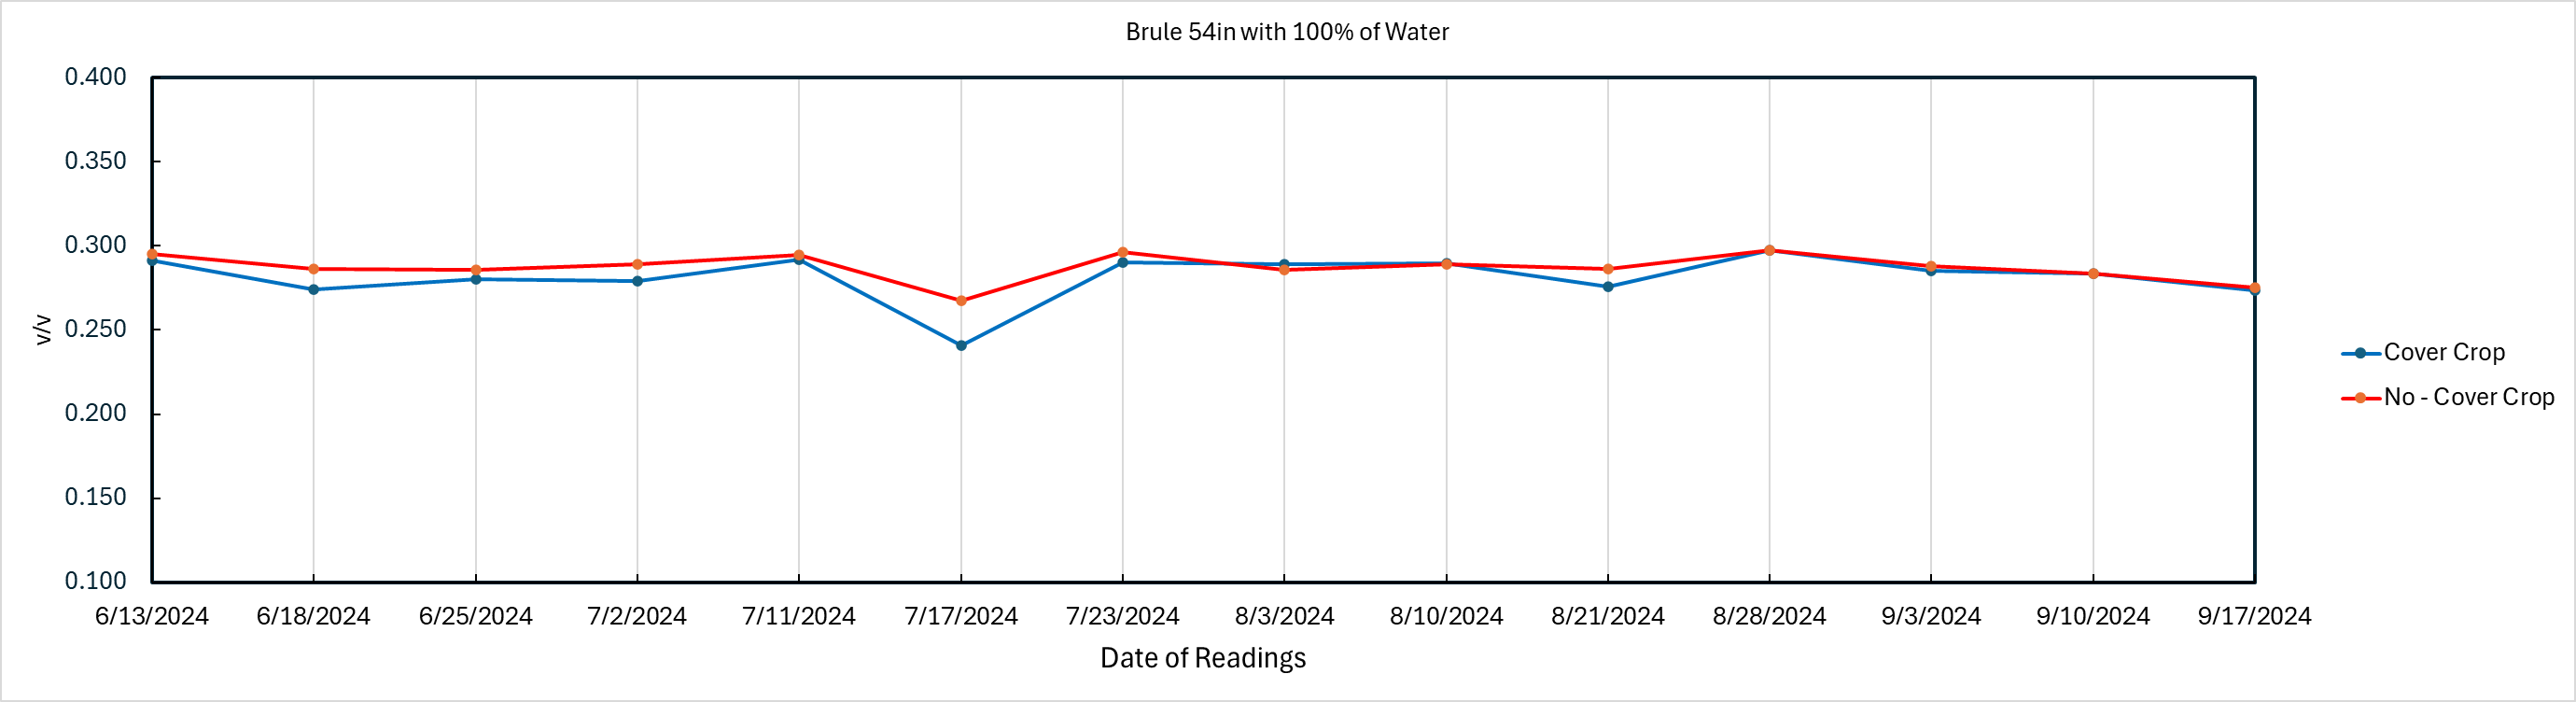 Brule 54in with 100% of Water
0.400
0.350
0.300
0.250
0.200
0.150
0.100
v/v
6/13/2024 6/18/2024 6/25/2024 7/2/2024 7/11/2024 7/17/2024 7/23/2024 8/3/2024 8/10/2024 8/21/2024 8/28/2024 9/3/2024 9/10/2024 9/17/2024
Date of Readings
Cover Crop
No - Cover Crop